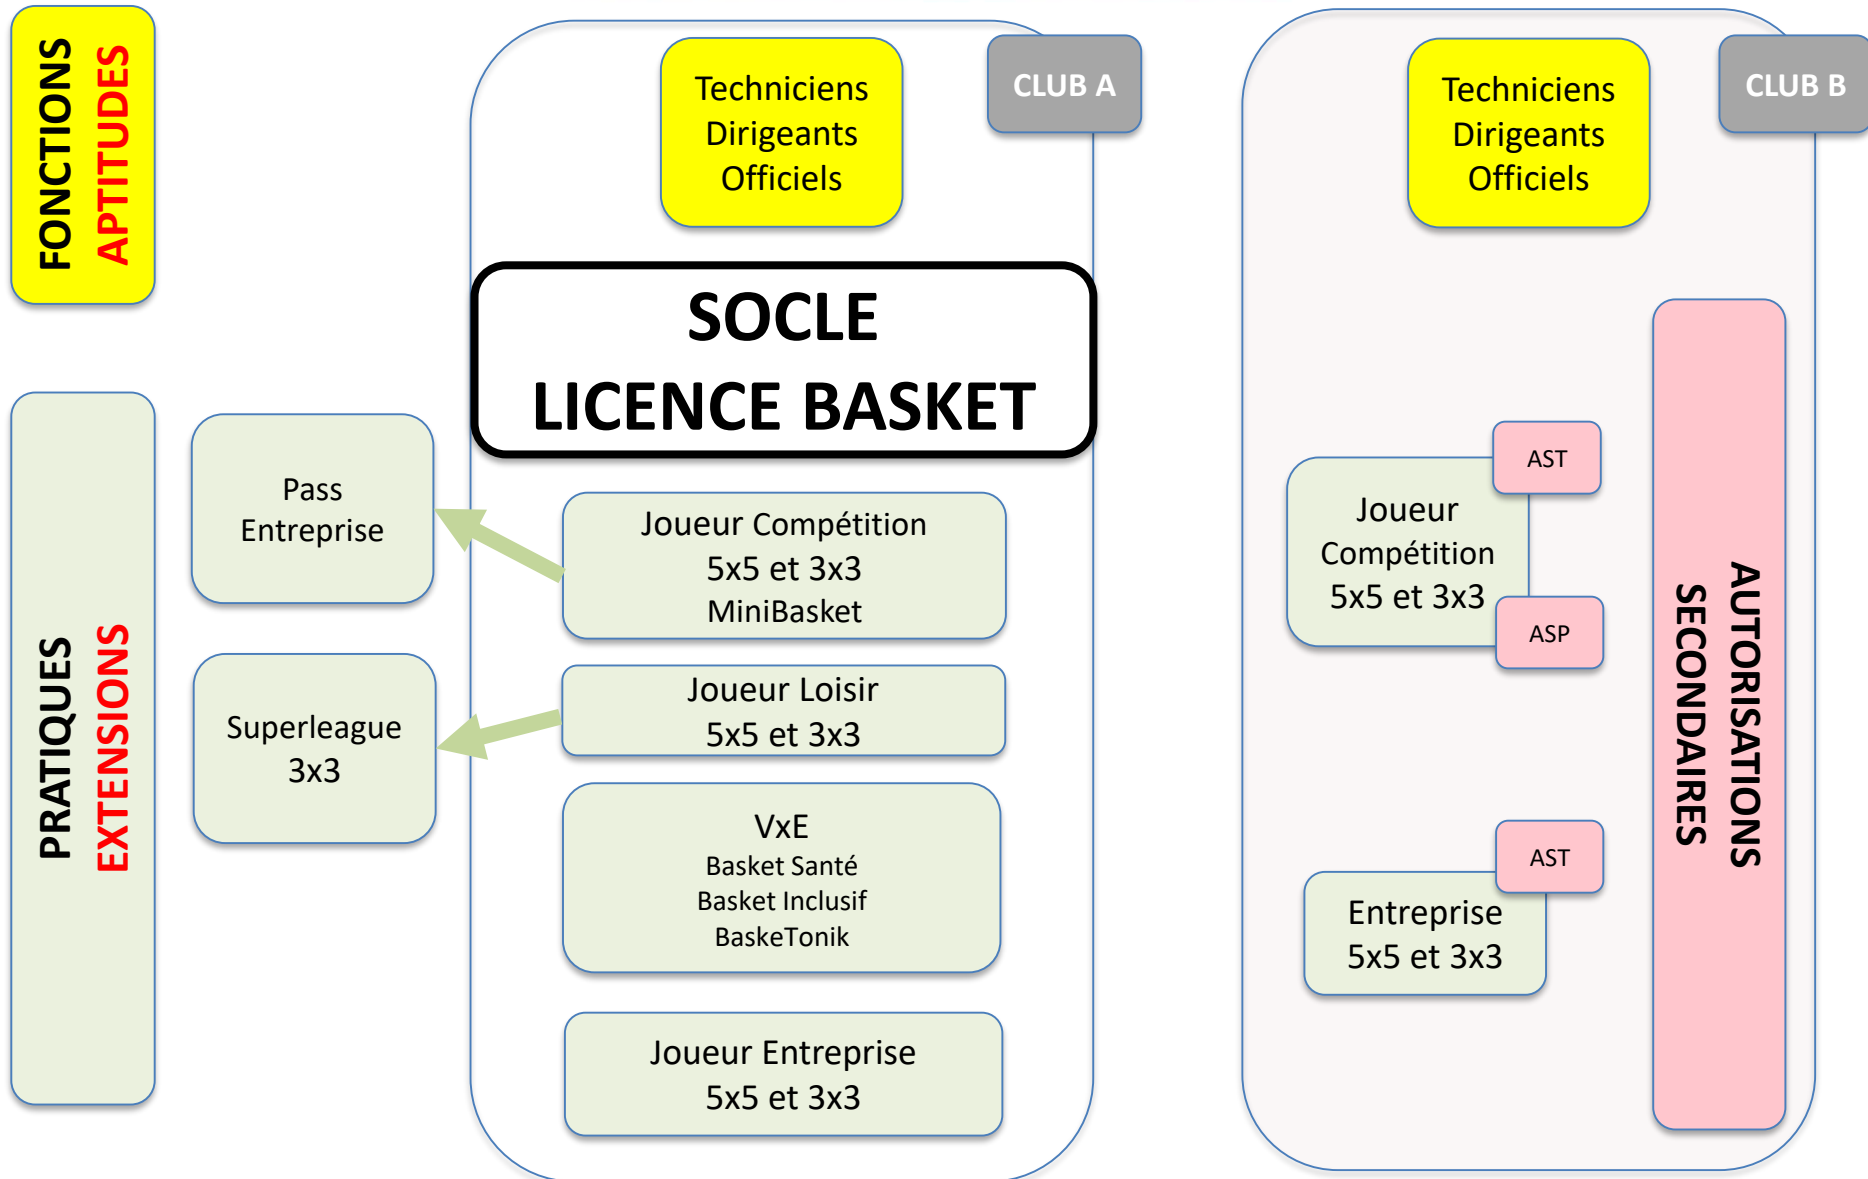 FONCTIONS
APTITUDES
PRATIQUES
EXTENSIONS
Pass
Entreprise
Superleague
3x3
CLUB A
Techniciens
Dirigeants
Officiels
SOCLE
LICENCE BASKET
Joueur Compétition
5x5 et 3x3
MiniBasket
Joueur Loisir
5x5 et 3x3
VxE
Basket Santé
Basket Inclusif
BaskeTonik
Joueur Entreprise
5x5 et 3x3
CLUB B
Techniciens
Dirigeants
Officiels
AST
Joueur
Compétition
5x5 et 3x3
ASP
AST
Entreprise
5x5 et 3x3
AUTORISATIONS
SECONDAIRES